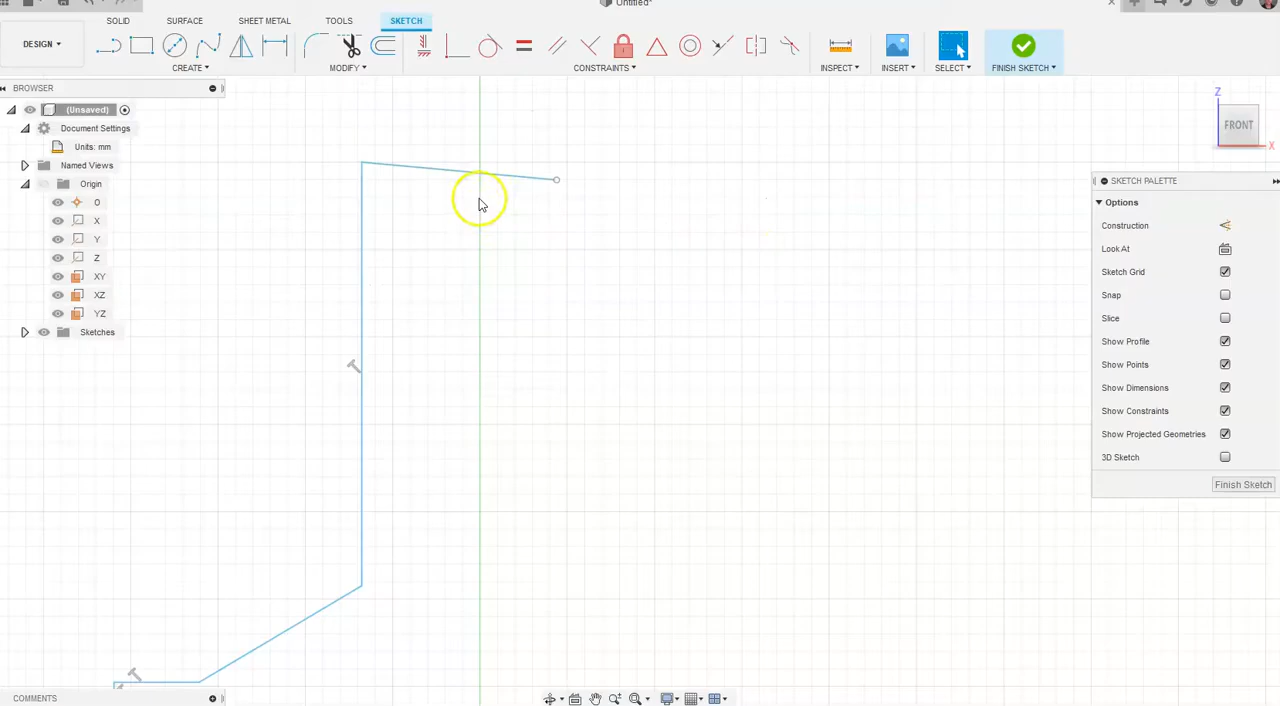 Untitled*
SOLID
SURFACE
SHEET METAL
TOOLS
SKETCH
DESIGN
CREATE
MODIFY
CONSTRAINTS
INSPECT
INSERT
SELECT
FINISH SKETCH
BROWSER
(Unsaved)
Document Settings
Units: mm
Named Views
Origin
O
X
Y
Z
XY
XZ
YZ
Sketches
Z
FRONT
X
SKETCH PALETTE
Options
Construction
Look At
Sketch Grid
Snap
Slice
Show Profile
Show Points
Show Dimensions
Show Constraints
Show Projected Geometries
3D Sketch
Finish Sketch
COMMENTS